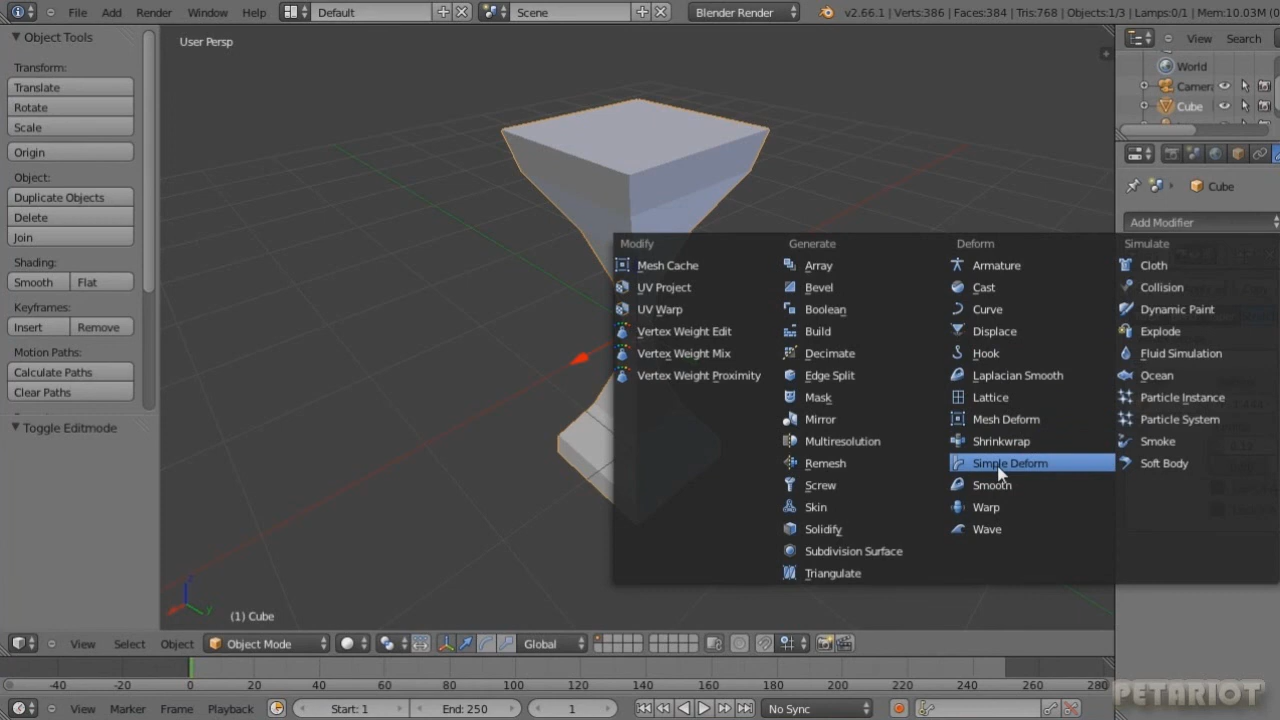 File Add Render Window Help Default Scene Blender Render v2.66.1 | Verts:386 | Faces:384 | Tris:768 | Objects:1/3 | Lamps:0/1 | Mem:10.03M (0
Object Tools
Transform:
Translate
Rotate
Scale
Origin
Object:
Duplicate Objects
Delete
Join
Shading:
Smooth Flat
Keyframes:
Insert Remove
Motion Paths:
Calculate Paths
Clear Paths
Toggle Editmode
User Persp
(1) Cube
Modify
Mesh Cache
UV Project
UV Warp
Vertex Weight Edit
Vertex Weight Mix
Vertex Weight Proximity
Generate
Array
Bevel
Boolean
Build
Decimate
Edge Split
Mask
Mirror
Multiresolution
Remesh
Screw
Skin
Solidify
Subdivision Surface
Triangulate
Deform
Armature
Cast
Curve
Displace
Hook
Laplacian Smooth
Lattice
Mesh Deform
Shrinkwrap
Simple Deform
Smooth
Warp
Wave
Simulate
Cloth
Collision
Dynamic Paint
Explode
Fluid Simulation
Ocean
Particle Instance
Particle System
Smoke
Soft Body
View Search
World
Camera
Cube
Cube
Add Modifier
View Select Object Object Mode Global
-40 -20 0 20 40 60 80 100 120 140 160 180 200 220 240 260 280
View Marker Frame Playback Start: 1 End: 250 1 No Sync
PETARIOT